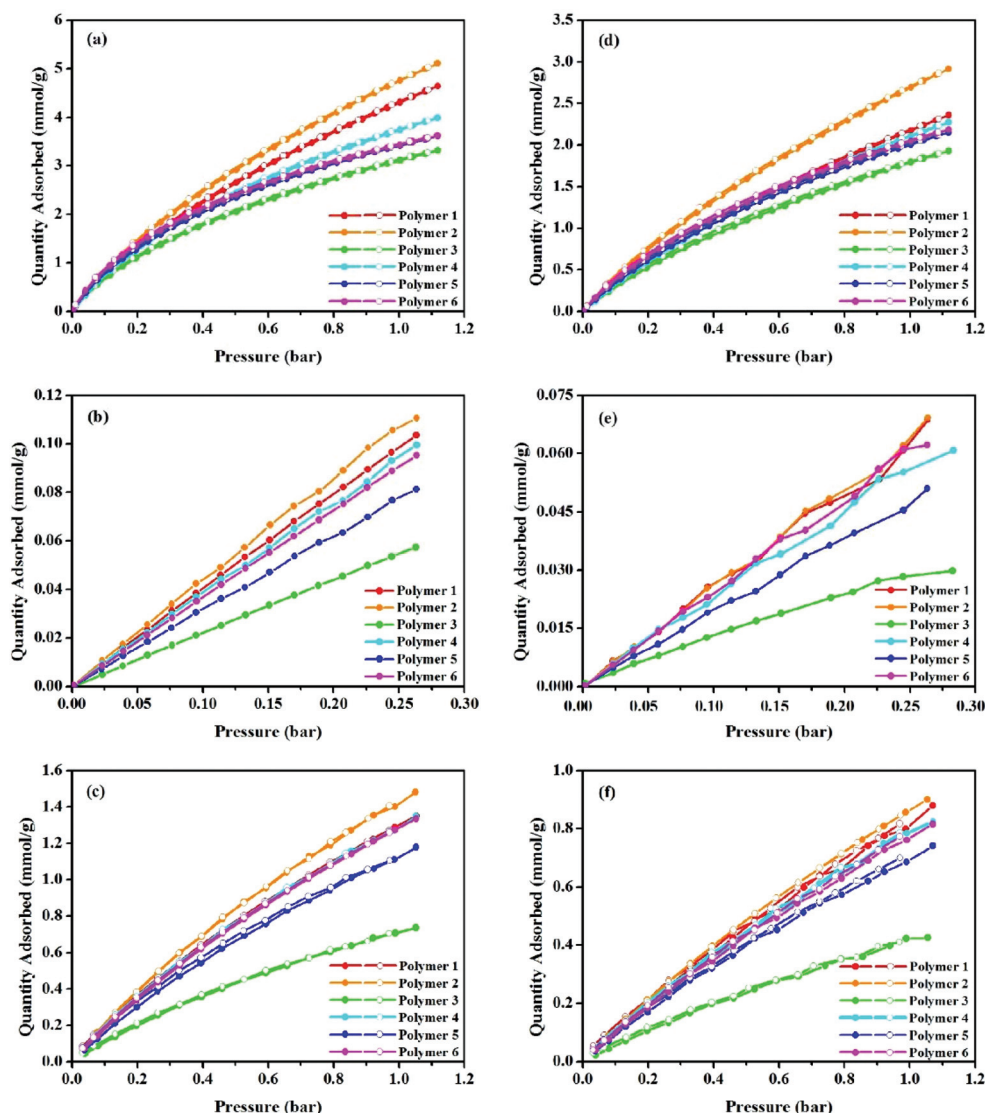 (a)
Quantity Adsorbed (mmol/g)
6
5
4
3
2
1
0
0.0 0.2 0.4 0.6 0.8 1.0 1.2
Pressure (bar)
Polymer 1
Polymer 2
Polymer 3
Polymer 4
Polymer 5
Polymer 6
(d)
Quantity Adsorbed (mmol/g)
3.5
3.0
2.5
2.0
1.5
1.0
0.5
0.0
0.0 0.2 0.4 0.6 0.8 1.0 1.2
Pressure (bar)
Polymer 1
Polymer 2
Polymer 3
Polymer 4
Polymer 5
Polymer 6
(b)
Quantity Adsorbed (mmol/g)
0.12
0.10
0.08
0.06
0.04
0.02
0.00
0.00 0.05 0.10 0.15 0.20 0.25 0.30
Pressure (bar)
Polymer 1
Polymer 2
Polymer 3
Polymer 4
Polymer 5
Polymer 6
(e)
Quantity Adsorbed (mmol/g)
0.075
0.060
0.045
0.030
0.015
0.000
0.00 0.05 0.10 0.15 0.20 0.25 0.30
Pressure (bar)
Polymer 1
Polymer 2
Polymer 3
Polymer 4
Polymer 5
Polymer 6
(c)
Quantity Adsorbed (mmol/g)
1.6
1.4
1.2
1.0
0.8
0.6
0.4
0.2
0.0
0.0 0.2 0.4 0.6 0.8 1.0 1.2
Pressure (bar)
Polymer 1
Polymer 2
Polymer 3
Polymer 4
Polymer 5
Polymer 6
(f)
Quantity Adsorbed (mmol/g)
1.0
0.8
0.6
0.4
0.2
0.0
0.0 0.2 0.4 0.6 0.8 1.0 1.2
Pressure (bar)
Polymer 1
Polymer 2
Polymer 3
Polymer 4
Polymer 5
Polymer 6